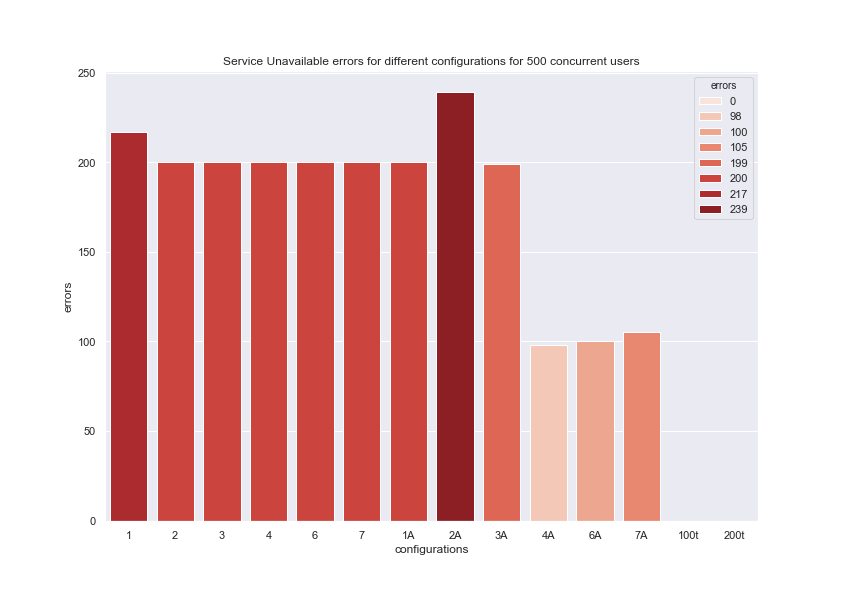 Service Unavailable errors for different configurations for 500 concurrent users
errors
0
98
100
105
199
200
217
239
250
200
150
100
50
0
errors
1 2 3 4 6 7 1A 2A 3A 4A 6A 7A 100t 200t
configurations